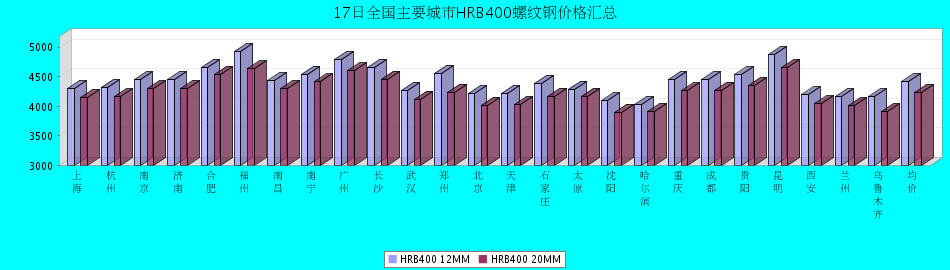 17日全国主要城市HRB400螺纹钢价格汇总
5000
4500
4000
3500
3000
上海
杭州
南京
济南
合肥
福州
南昌
南宁
广州
长沙
武汉
郑州
北京
天津
石家庄
太原
沈阳
哈尔滨
重庆
成都
贵阳
昆明
西安
兰州
乌鲁木齐
均价
HRB400 12MM
HRB400 20MM